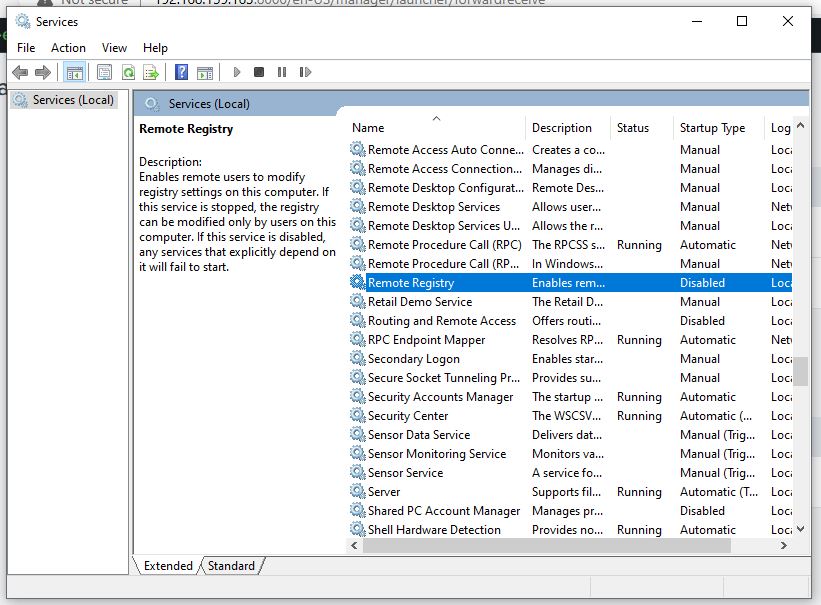 Not secure 192.168.159.165:8000/en-US/manager/launcher/forwardreceive
Services
File Action View Help
Services (Local)
Services (Local)
Remote Registry
Description:
Enables remote users to modify
registry settings on this computer. If
this service is stopped, the registry
can be modified only by users on this
computer. If this service is disabled,
any services that explicitly depend on
it will fail to start.
Name Description Status Startup Type Log
Remote Access Auto Conne... Creates a co... Manual Loca
Remote Access Connection... Manages di... Manual Loca
Remote Desktop Configurat... Remote Des... Manual Loca
Remote Desktop Services Allows user... Manual Netv
Remote Desktop Services U... Allows the r... Manual Loca
Remote Procedure Call (RPC) The RPCSS s... Running Automatic Netv
Remote Procedure Call (RP... In Windows... Manual Netv
Remote Registry Enables rem... Disabled Loca
Retail Demo Service The Retail D... Manual Loca
Routing and Remote Access Offers routi... Disabled Loca
RPC Endpoint Mapper Resolves RP... Running Automatic Netv
Secondary Logon Enables star... Manual Loca
Secure Socket Tunneling Pr... Provides su... Manual Loca
Security Accounts Manager The startup ... Running Automatic Loca
Security Center The WSCSV... Running Automatic (... Loca
Sensor Data Service Delivers dat... Manual (Trig... Loca
Sensor Monitoring Service Monitors va... Manual (Trig... Loca
Sensor Service A service fo... Manual (Trig... Loca
Server Supports fil... Running Automatic (T... Loca
Shared PC Account Manager Manages pr... Disabled Loca
Shell Hardware Detection Provides no... Running Automatic Loca
Extended Standard